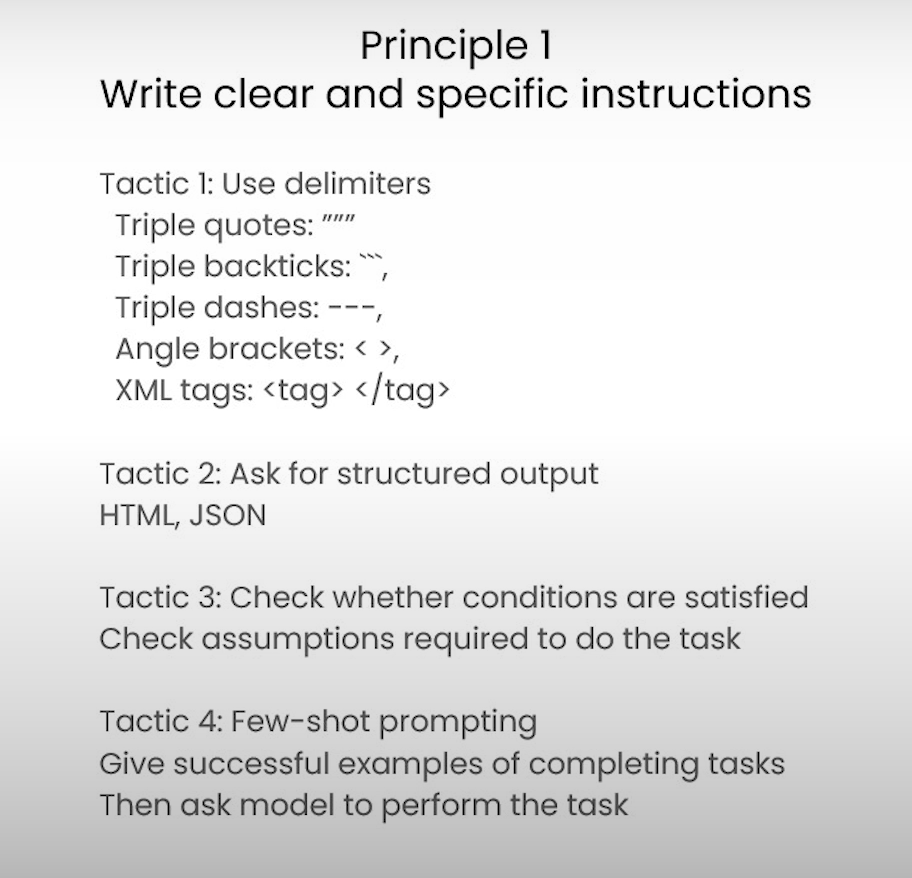 Principle 1
Write clear and specific instructions
Tactic 1: Use delimiters
Triple quotes: """
Triple backticks: ```,
Triple dashes: ---,
Angle brackets: < >,
XML tags: <tag> </tag>
Tactic 2: Ask for structured output
HTML, JSON
Tactic 3: Check whether conditions are satisfied
Check assumptions required to do the task
Tactic 4: Few-shot prompting
Give successful examples of completing tasks
Then ask model to perform the task